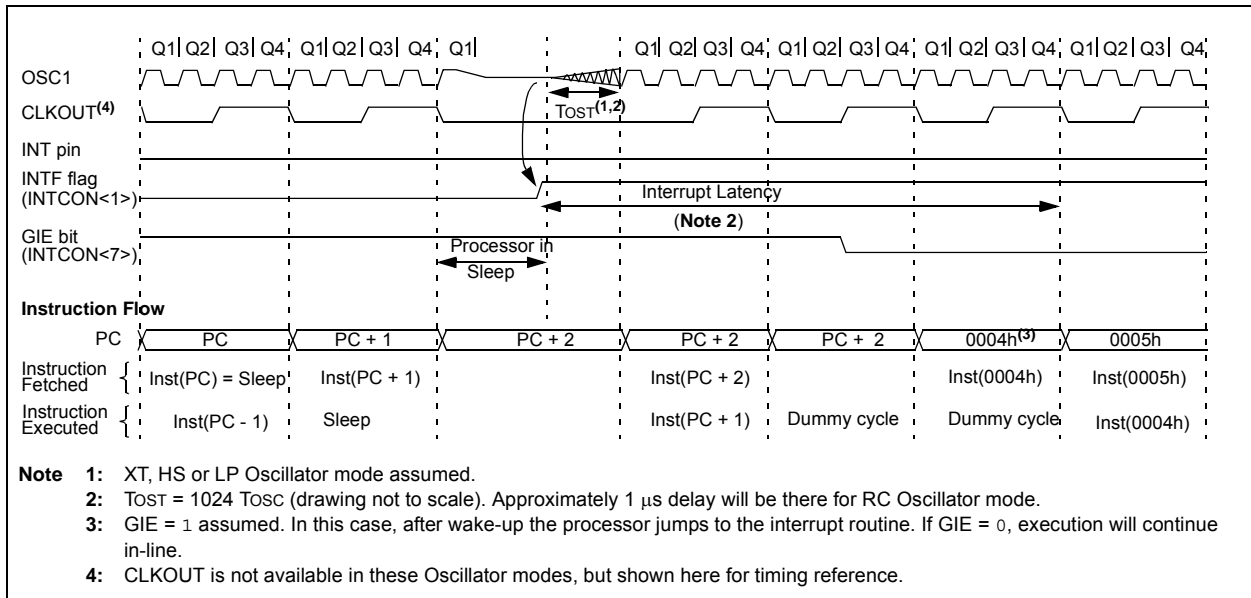 Q1 Q2 Q3 Q4 Q1 Q2 Q3 Q4 Q1 Q1 Q2 Q3 Q4 Q1 Q2 Q3 Q4 Q1 Q2 Q3 Q4 Q1 Q2 Q3 Q4
OSC1
CLKOUT(4) TOST(1,2)
INT pin
INTF flag
(INTCON<1>)
Interrupt Latency
(Note 2)
GIE bit
(INTCON<7>)
Processor in
Sleep
Instruction Flow
PC PC PC + 1 PC + 2 PC + 2 PC + 2 0004h(3) 0005h
Instruction
Fetched { Inst(PC) = Sleep Inst(PC + 1) Inst(PC + 2) Inst(0004h) Inst(0005h)
Instruction
Executed { Inst(PC - 1) Sleep Inst(PC + 1) Dummy cycle Dummy cycle Inst(0004h)
Note 1: XT, HS or LP Oscillator mode assumed.
2: TOST = 1024 TOSC (drawing not to scale). Approximately 1 µs delay will be there for RC Oscillator mode.
3: GIE = 1 assumed. In this case, after wake-up the processor jumps to the interrupt routine. If GIE = 0, execution will continue
in-line.
4: CLKOUT is not available in these Oscillator modes, but shown here for timing reference.